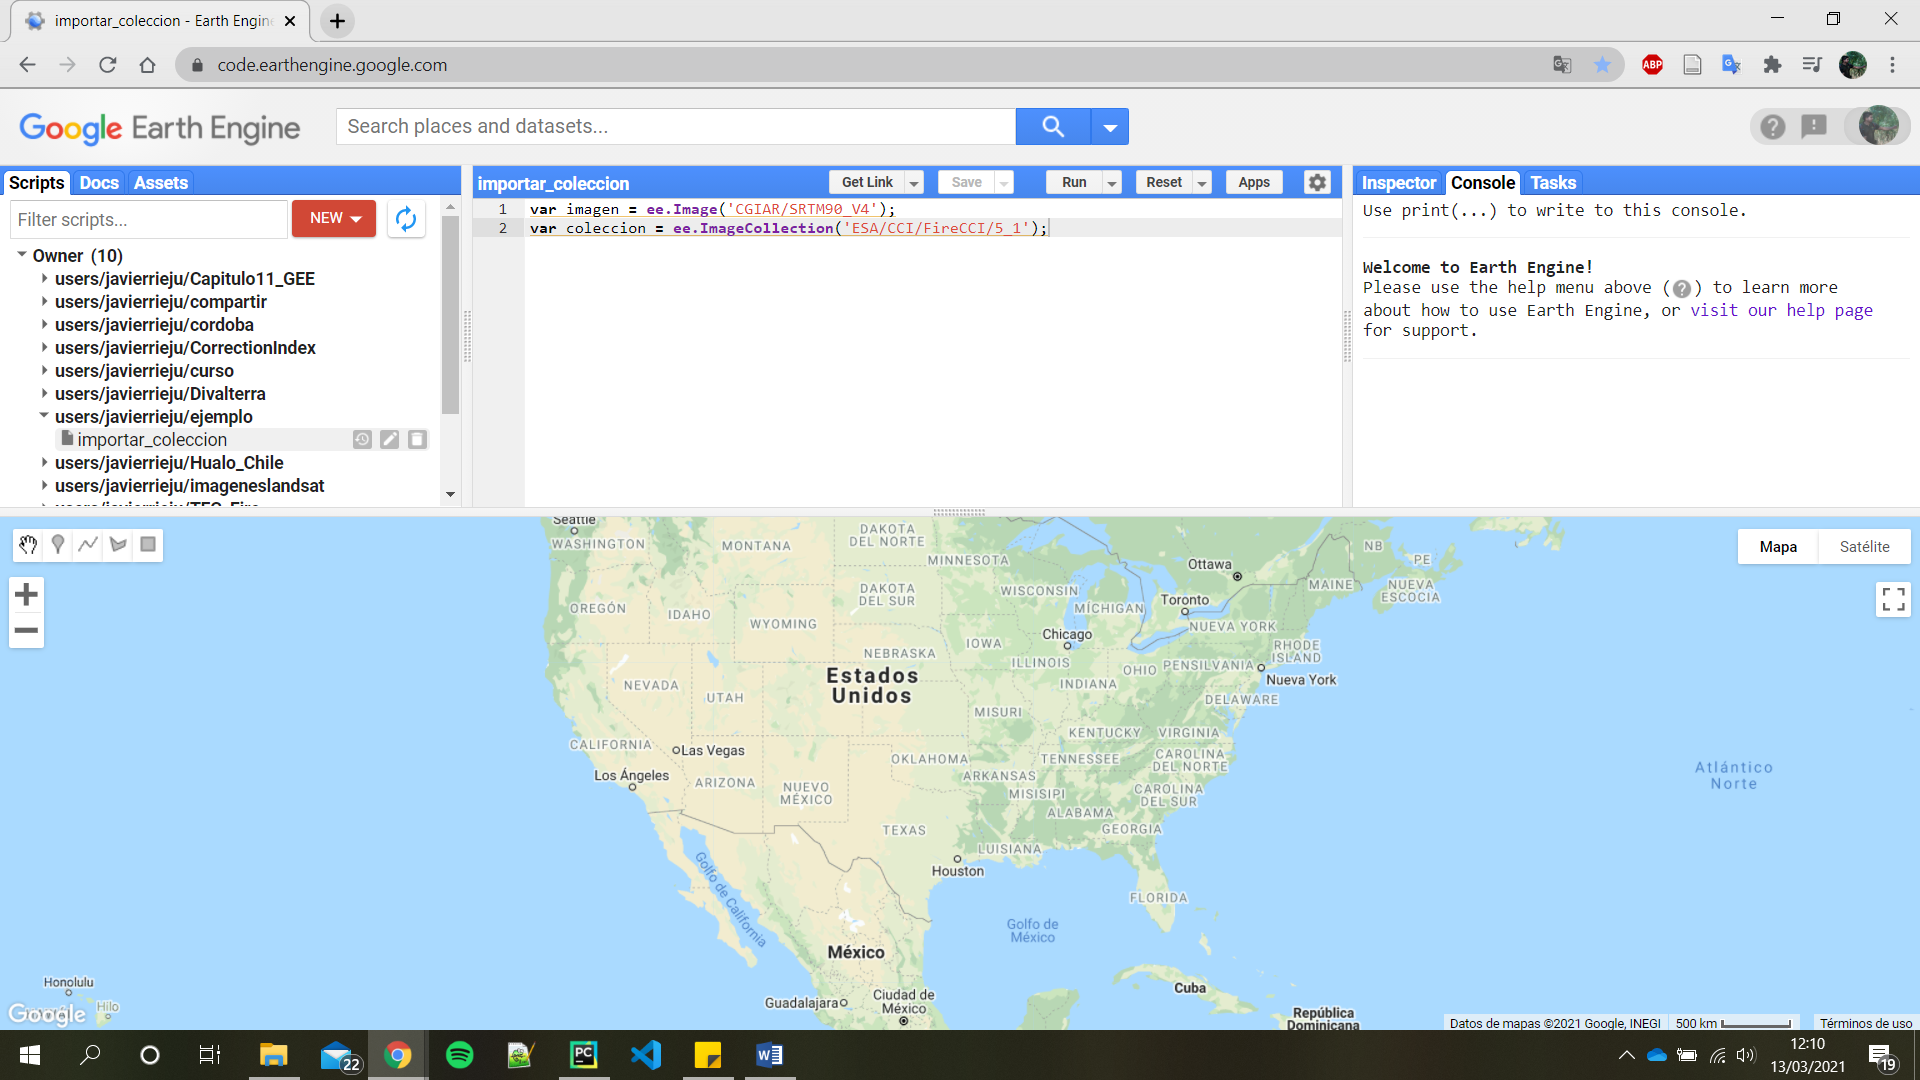 importar_coleccion - Earth Engine
code.earthengine.google.com
ABP
Google Earth Engine
Search places and datasets...
Scripts Docs Assets
Filter scripts...
NEW
Owner (10)
users/javierrieju/Capitulo11_GEE
users/javierrieju/compartir
users/javierrieju/cordoba
users/javierrieju/CorrectionIndex
users/javierrieju/curso
users/javierrieju/Divalterra
users/javierrieju/ejemplo
importar_coleccion
users/javierrieju/Hualo_Chile
users/javierrieju/imageneslandsat
importar_coleccion
Get Link Save Run Reset Apps
1 var imagen = ee.Image('CGIAR/SRTM90_V4');
2 var coleccion = ee.ImageCollection('ESA/CCI/FireCCI/5_1');
Inspector Console Tasks
Use print(...) to write to this console.
Welcome to Earth Engine!
Please use the help menu above (?) to learn more
about how to use Earth Engine, or visit our help page
for support.
Mapa Satélite
Seattle
WASHINGTON
MONTANA
DAKOTA
DEL NORTE
MINNESOTA
Ottawa
NB
PE
MAINE
NUEVA
ESCOCIA
OREGÓN
IDAHO
WYOMING
DAKOTA
DEL SUR
WISCONSIN
MÍCHIGAN
Toronto
NUEVA YORK
Chicago
IOWA
NEBRASKA
ILLINOIS
INDIANA
OHIO
PENSILVANIA
RHODE
ISLAND
Nueva York
Estados
Unidos
NEVADA
UTAH
DELAWARE
MISURI
KENTUCKY
VIRGINIA
CALIFORNIA
Las Vegas
OKLAHOMA
TENNESSEE
CAROLINA
DEL NORTE
Los Ángeles
ARIZONA
NUEVO
MÉXICO
ARKANSAS
MISISIPI
CAROLINA
DEL SUR
ALABAMA
GEORGIA
TEXAS
LUISIANA
Houston
FLORIDA
Golfo de California
Golfo de
México
México
Atlántico
Norte
Honolulu
Hilo
Guadalajara
Ciudad de
México
Cuba
República
Dominicana
Google
Datos de mapas ©2021 Google, INEGI 500 km Términos de uso
22
PC
12:10
13/03/2021
19